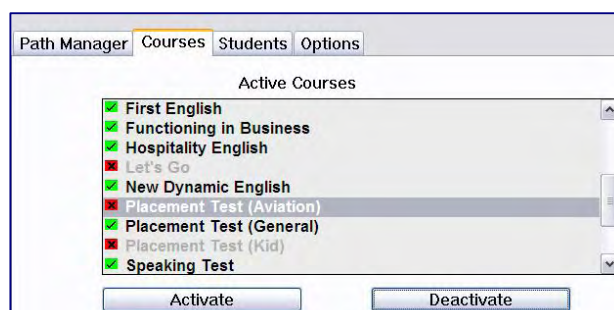 Path Manager Courses Students Options
Active Courses
First English
Functioning in Business
Hospitality English
Let's Go
New Dynamic English
Placement Test (Aviation)
Placement Test (General)
Placement Test (Kid)
Speaking Test
Activate Deactivate